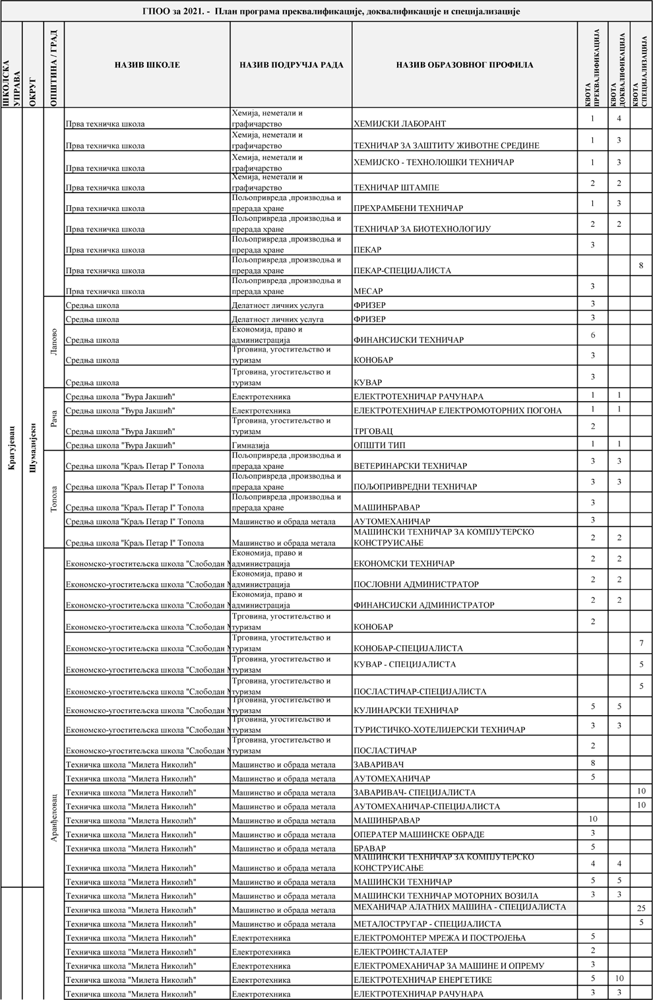 ГПОО за 2021. - План програма преквалификације, доквалификације и специјализације
ШКОЛСКА УПРАВА
ОКРУГ
ОПШТИНА / ГРАД
НАЗИВ ШКОЛЕ
НАЗИВ ПОДРУЧЈА РАДА
НАЗИВ ОБРАЗОВНОГ ПРОФИЛА
КВОТА ПРЕКВАЛИФИКАЦИЈА
КВОТА ДОКВАЛИФИКАЦИЈА
КВОТА СПЕЦИЈАЛИЗАЦИЈА
Крагујевац
Шумадијски
Прва техничка школа Хемија, неметали и графичарство ХЕМИЈСКИ ЛАБОРАНТ 1 4
Прва техничка школа Хемија, неметали и графичарство ТЕХНИЧАР ЗА ЗАШТИТУ ЖИВОТНЕ СРЕДИНЕ 1 3
Прва техничка школа Хемија, неметали и графичарство ХЕМИЈСКО - ТЕХНОЛОШКИ ТЕХНИЧАР 1 3
Прва техничка школа Хемија, неметали и графичарство ТЕХНИЧАР ШТАМПЕ 2 2
Прва техничка школа Пољопривреда ,производња и прерада хране ПРЕХРАМБЕНИ ТЕХНИЧАР 1 3
Прва техничка школа Пољопривреда ,производња и прерада хране ТЕХНИЧАР ЗА БИОТЕХНОЛОГИЈУ 2 2
Прва техничка школа Пољопривреда ,производња и прерада хране ПЕКАР 3
Прва техничка школа Пољопривреда ,производња и прерада хране ПЕКАР-СПЕЦИЈАЛИСТА 8
Прва техничка школа Пољопривреда ,производња и прерада хране МЕСАР 3
Лапово
Средња школа Делатност личних услуга ФРИЗЕР 3
Средња школа Делатност личних услуга ФРИЗЕР 3
Средња школа Економија, право и администрација ФИНАНСИЈСКИ ТЕХНИЧАР 6
Средња школа Трговина, угоститељство и туризам КОНОБАР 3
Средња школа Трговина, угоститељство и туризам КУВАР 3
Рача
Средња школа "Ђура Јакшић" Електротехника ЕЛЕКТРОТЕХНИЧАР РАЧУНАРА 1 1
Средња школа "Ђура Јакшић" Електротехника ЕЛЕКТРОТЕХНИЧАР ЕЛЕКТРОМОТОРНИХ ПОГОНА 1 1
Средња школа "Ђура Јакшић" Трговина, угоститељство и туризам ТРГОВАЦ 2
Средња школа "Ђура Јакшић" Гимназија ОПШТИ ТИП 1 1
Топола
Средња школа "Краљ Петар I" Топола Пољопривреда ,производња и прерада хране ВЕТЕРИНАРСКИ ТЕХНИЧАР 3 3
Средња школа "Краљ Петар I" Топола Пољопривреда ,производња и прерада хране ПОЉОПРИВРЕДНИ ТЕХНИЧАР 3 3
Средња школа "Краљ Петар I" Топола Пољопривреда ,производња и прерада хране МАШИНБРАВАР 3
Средња школа "Краљ Петар I" Топола Машинство и обрада метала АУТОМЕХАНИЧАР 3
Средња школа "Краљ Петар I" Топола Машинство и обрада метала МАШИНСКИ ТЕХНИЧАР ЗА КОМПЈУТЕРСКО КОНСТРУИСАЊЕ 2 2
Аранђеловац
Економско-угоститељска школа "Слободан Економија, право и администрација ЕКОНОМСКИ ТЕХНИЧАР 2 2
Економско-угоститељска школа "Слободан Економија, право и администрација ПОСЛОВНИ АДМИНИСТРАТОР 2 2
Економско-угоститељска школа "Слободан Економија, право и администрација ФИНАНСИЈСКИ АДМИНИСТРАТОР 2 2
Економско-угоститељска школа "Слободан Трговина, угоститељство и туризам КОНОБАР 2
Економско-угоститељска школа "Слободан Трговина, угоститељство и туризам КОНОБАР-СПЕЦИЈАЛИСТА 7
Економско-угоститељска школа "Слободан Трговина, угоститељство и туризам КУВАР - СПЕЦИЈАЛИСТА 5
Економско-угоститељска школа "Слободан Трговина, угоститељство и туризам ПОСЛАСТИЧАР-СПЕЦИЈАЛИСТА 5
Економско-угоститељска школа "Слободан Трговина, угоститељство и туризам КУЛИНАРСКИ ТЕХНИЧАР 5 5
Економско-угоститељска школа "Слободан Трговина, угоститељство и туризам ТУРИСТИЧКО-ХОТЕЛИЈЕРСКИ ТЕХНИЧАР 3 3
Економско-угоститељска школа "Слободан Трговина, угоститељство и туризам ПОСЛАСТИЧАР 2
Техничка школа "Милета Николић" Машинство и обрада метала ЗАВАРИВАЧ 8
Техничка школа "Милета Николић" Машинство и обрада метала АУТОМЕХАНИЧАР 5
Техничка школа "Милета Николић" Машинство и обрада метала ЗАВАРИВАЧ- СПЕЦИЈАЛИСТА 10
Техничка школа "Милета Николић" Машинство и обрада метала АУТОМЕХАНИЧАР-СПЕЦИЈАЛИСТА 10
Техничка школа "Милета Николић" Машинство и обрада метала МАШИНБРАВАР 10
Техничка школа "Милета Николић" Машинство и обрада метала ОПЕРАТЕР МАШИНСКЕ ОБРАДЕ 3
Техничка школа "Милета Николић" Машинство и обрада метала БРАВАР 5
Техничка школа "Милета Николић" Машинство и обрада метала МАШИНСКИ ТЕХНИЧАР ЗА КОМПЈУТЕРСКО КОНСТРУИСАЊЕ 4 4
Техничка школа "Милета Николић" Машинство и обрада метала МАШИНСКИ ТЕХНИЧАР 5 5
Техничка школа "Милета Николић" Машинство и обрада метала МАШИНСКИ ТЕХНИЧАР МОТОРНИХ ВОЗИЛА 3 3
Техничка школа "Милета Николић" Машинство и обрада метала МЕХАНИЧАР АЛАТНИХ МАШИНА - СПЕЦИЈАЛИСТА 25
Техничка школа "Милета Николић" Машинство и обрада метала МЕТАЛОСТРУГАР - СПЕЦИЈАЛИСТА 5
Техничка школа "Милета Николић" Електротехника ЕЛЕКТРОМОНТЕР МРЕЖА И ПОСТРОЈЕЊА 5
Техничка школа "Милета Николић" Електротехника ЕЛЕКТРОИНСТАЛАТЕР 2
Техничка школа "Милета Николић" Електротехника ЕЛЕКТРОМЕХАНИЧАР ЗА МАШИНЕ И ОПРЕМУ 3
Техничка школа "Милета Николић" Електротехника ЕЛЕКТРОТЕХНИЧАР ЕНЕРГЕТИКЕ 5 10
Техничка школа "Милета Николић" Електротехника ЕЛЕКТРОТЕХНИЧАР РАЧУНАРА 3 3